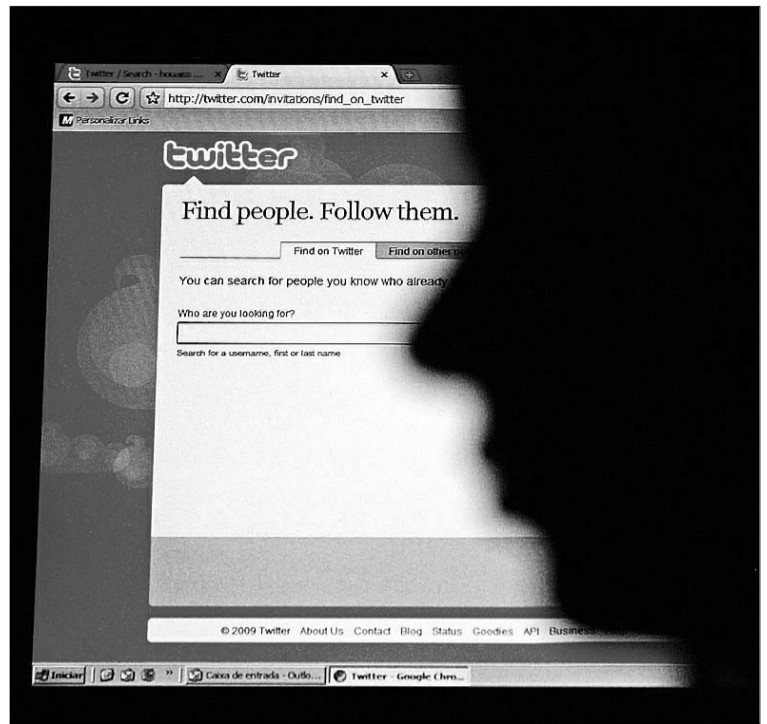 Twitter / Search - houaiss ... x Twitter x
http://twitter.com/invitations/find_on_twitter
Personalizar Links
twitter
Find people. Follow them.
Find on Twitter Find on other
You can search for people you know who already
Who are you looking for?
Search for a username, first or last name
© 2009 Twitter About Us Contact Blog Status Goodies API Business
Iniciar » Caixa de entrada - Outlo... Twitter - Google Chro...